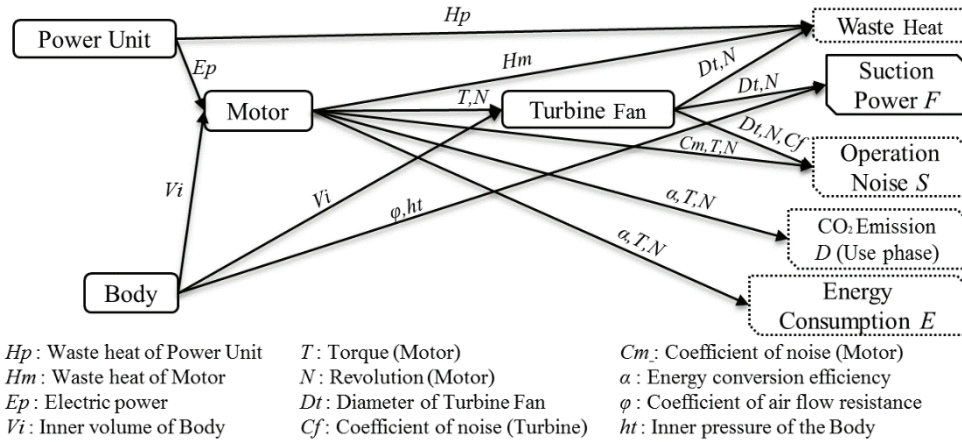 Hp
Waste Heat
Power Unit
Ep
Hm
Dt,N
Suction
Power F
Motor
T,N
Turbine Fan
Dt,N
Dt,N,Cf
Cm,T,N
Operation
Noise S
Vi
Vi
φ,ht
α,T,N
CO₂ Emission
D (Use phase)
α,T,N
Body
Energy
Consumption E
Hp : Waste heat of Power Unit
Hm : Waste heat of Motor
Ep : Electric power
Vi : Inner volume of Body
T : Torque (Motor)
N : Revolution (Motor)
Dt : Diameter of Turbine Fan
Cf : Coefficient of noise (Turbine)
Cm : Coefficient of noise (Motor)
α : Energy conversion efficiency
φ : Coefficient of air flow resistance
ht : Inner pressure of the Body